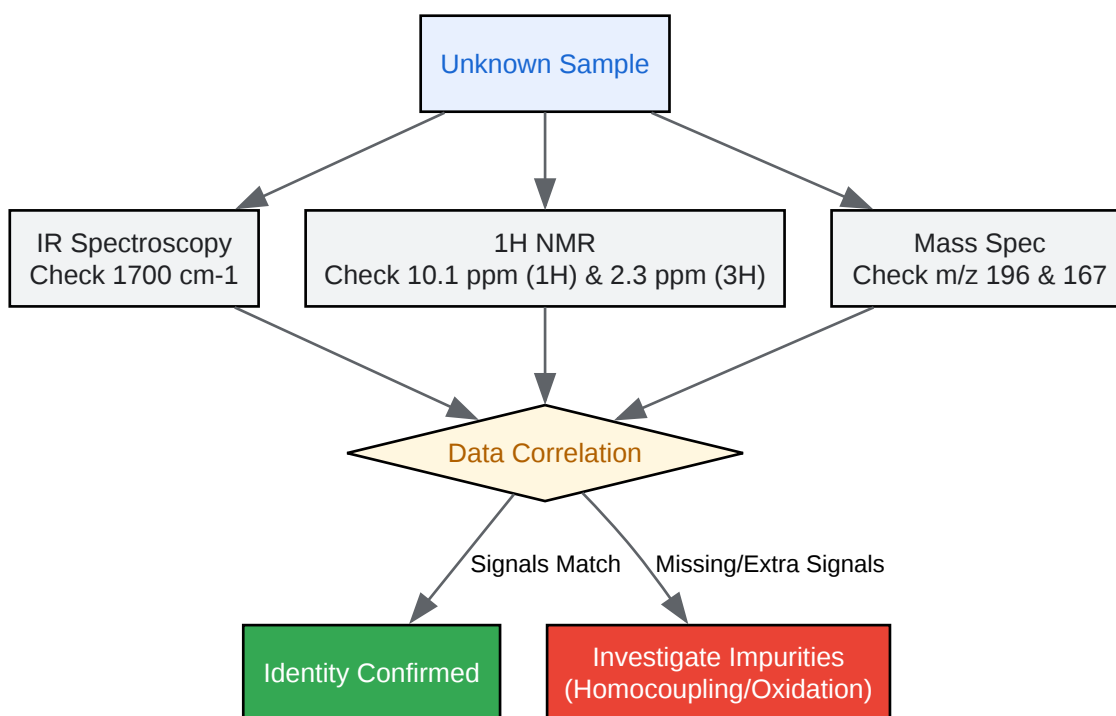 Unknown Sample
IR Spectroscopy
Check 1700 cm-1
1H NMR
Check 10.1 ppm (1H) & 2.3 ppm (3H)
Mass Spec
Check m/z 196 & 167
Data Correlation
Signals Match
Missing/Extra Signals
Identity Confirmed
Investigate Impurities
(Homocoupling/Oxidation)